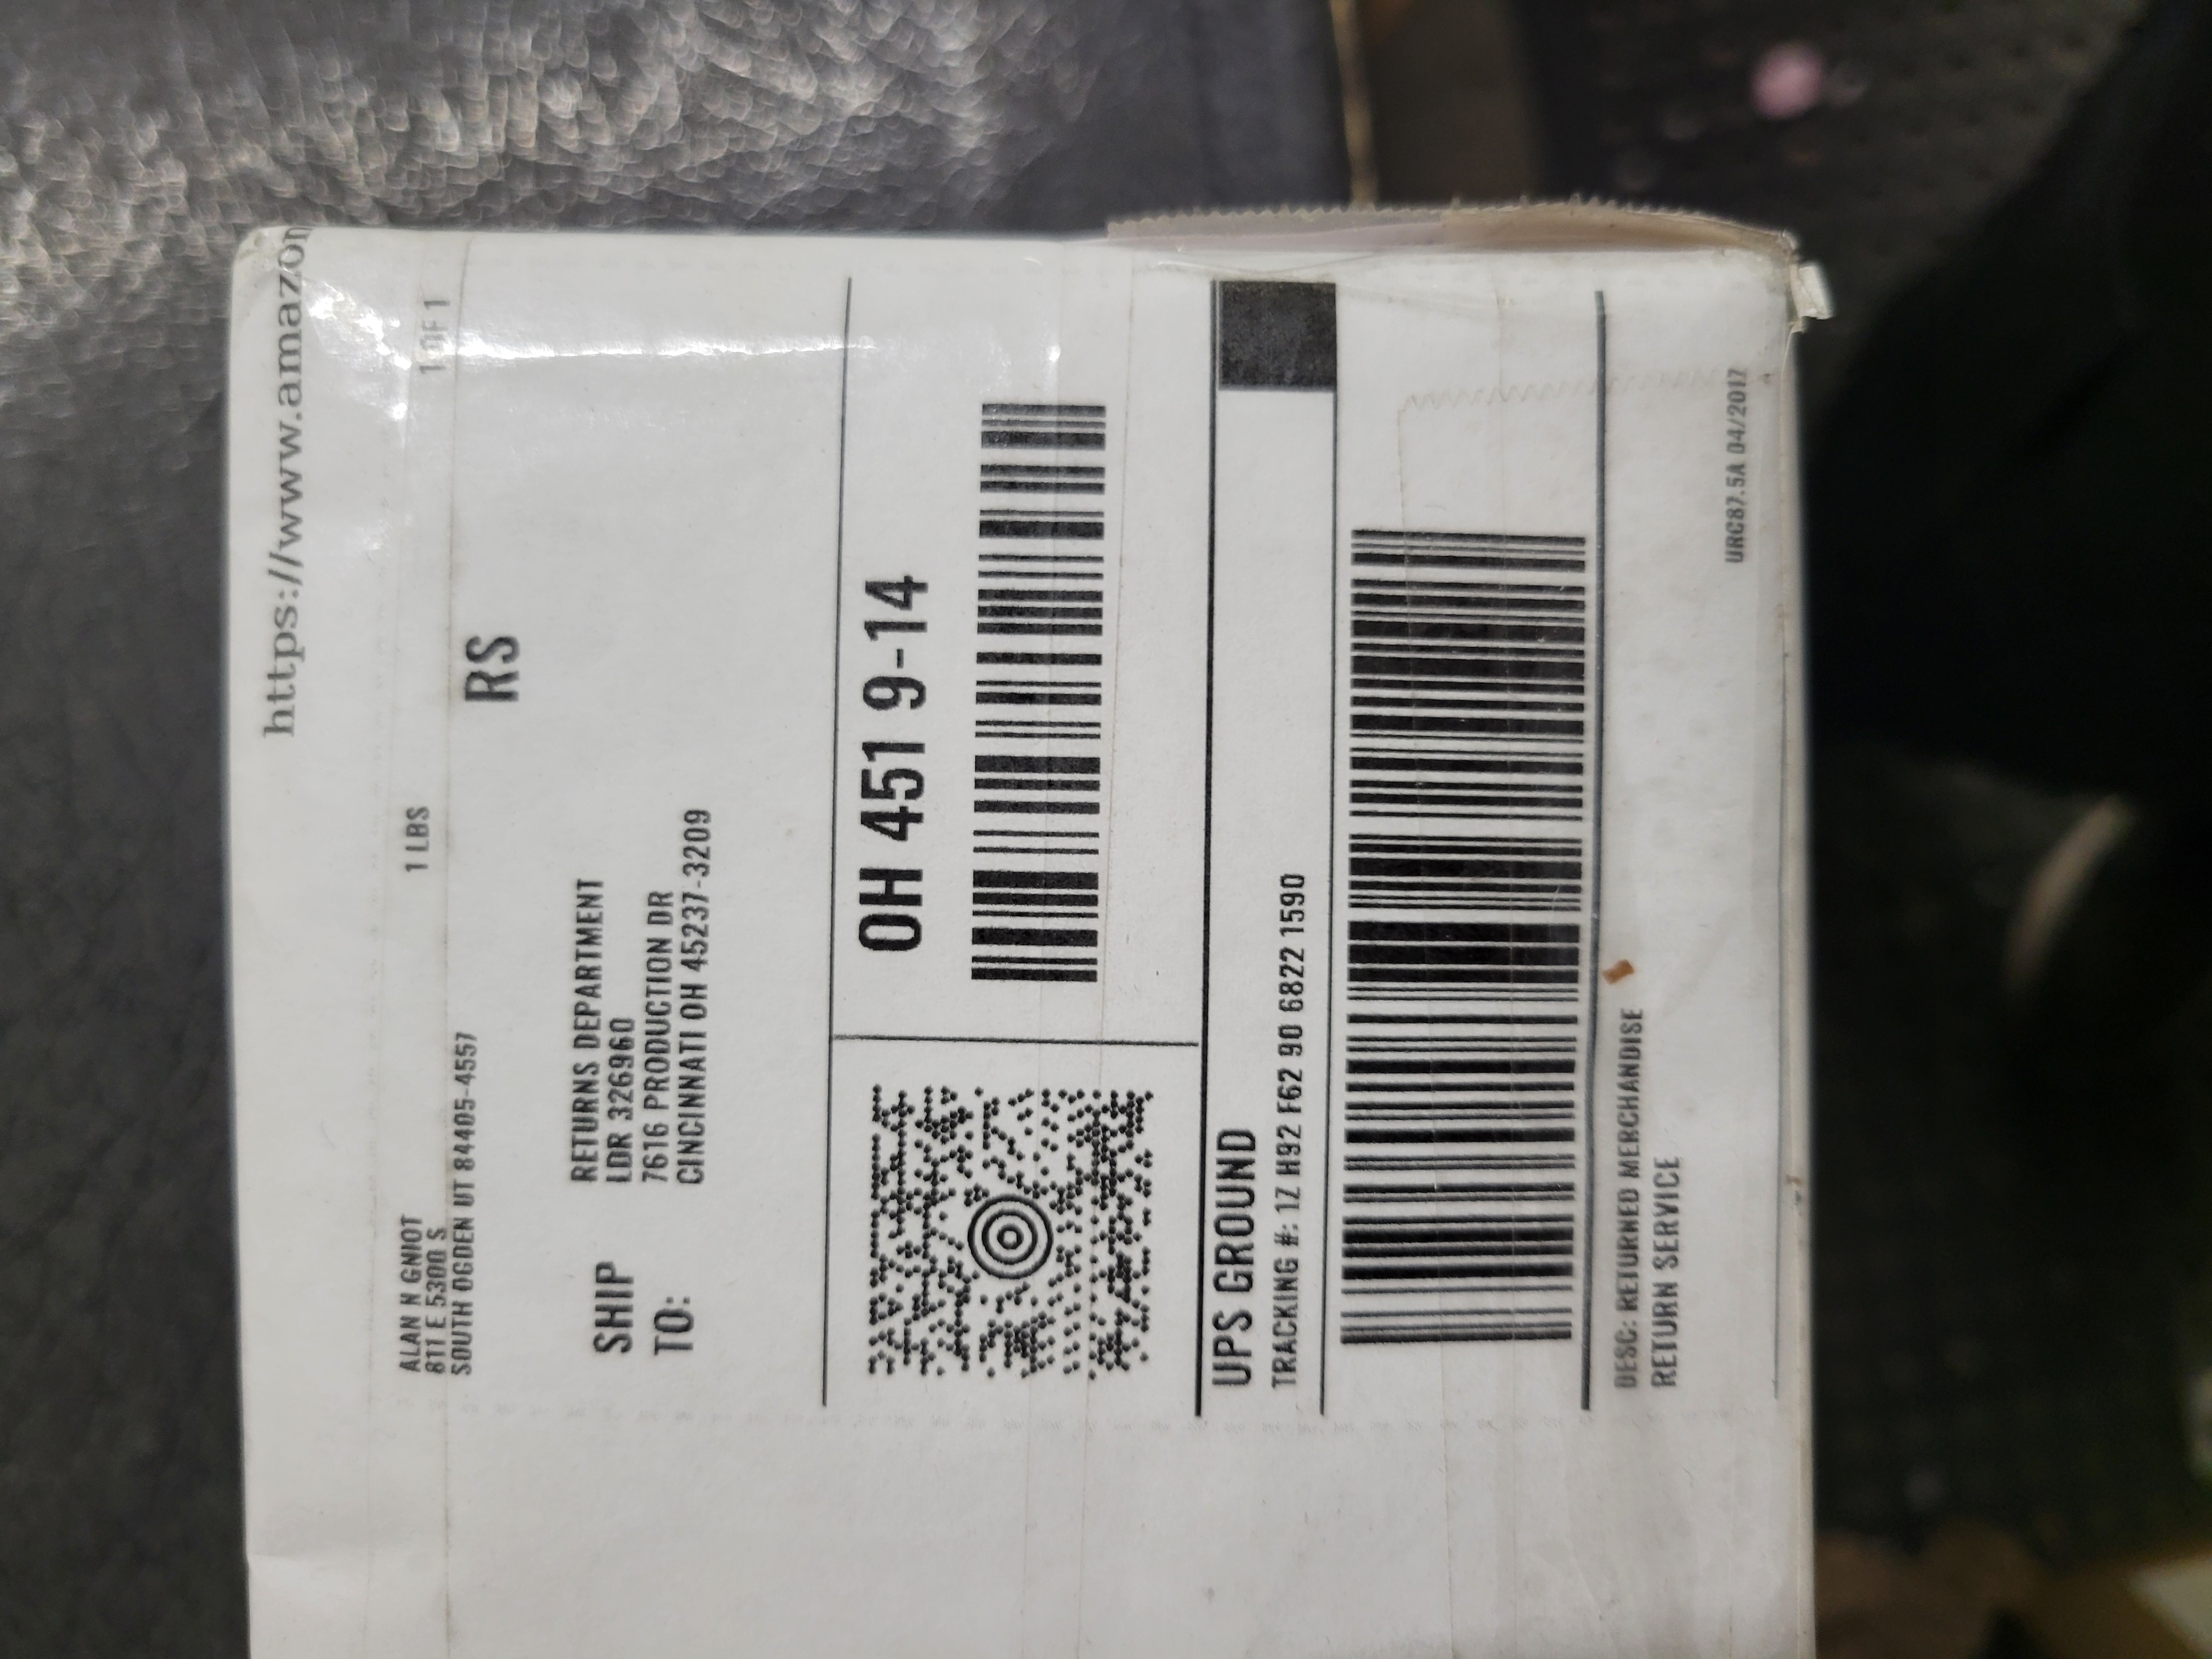 https://www.amazon
1 OF 1
1 LBS
ALAN N GNIOT
811 E 5300 S
SOUTH OGDEN UT 84405-4557
RS
SHIP
TO:
RETURNS DEPARTMENT
LDR 326960
7616 PRODUCTION DR
CINCINNATI OH 45237-3209
OH 451 9-14
UPS GROUND
TRACKING #: 1Z H92 F62 90 6822 1590
DESC: RETURNED MERCHANDISE
RETURN SERVICE
URC87.5A 04/2017